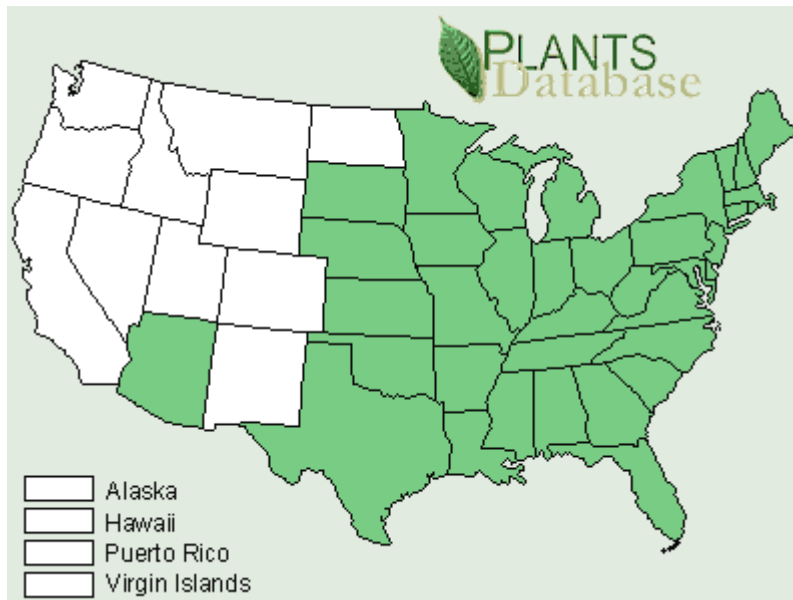 PLANTS
Database
Alaska
Hawaii
Puerto Rico
Virgin Islands